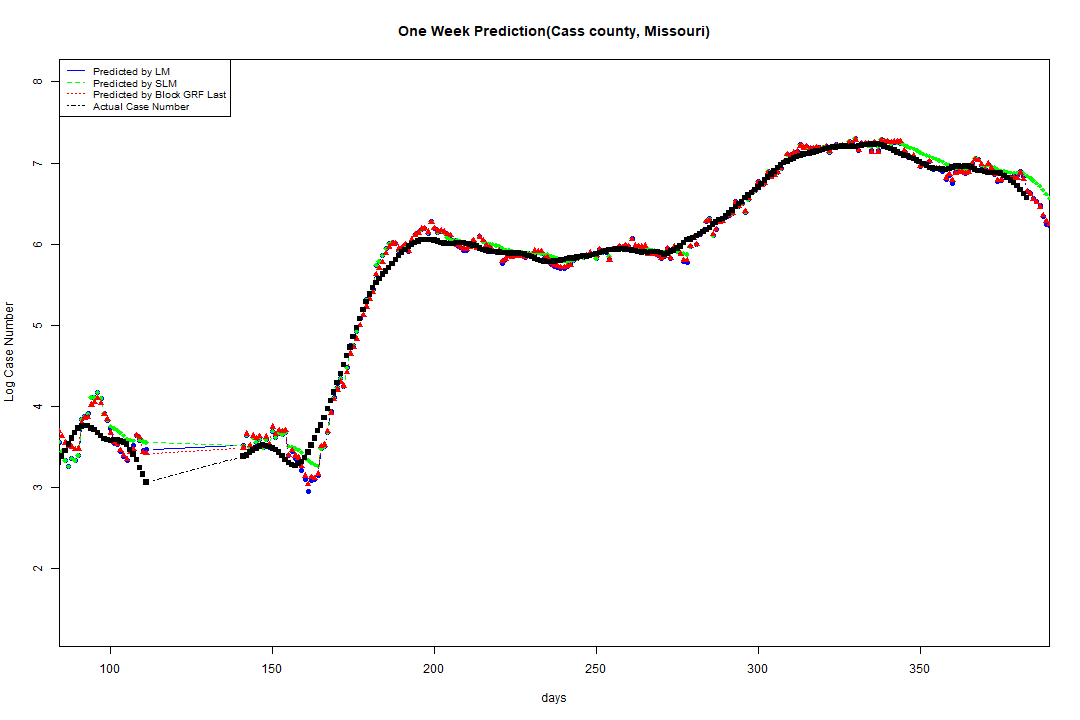 One Week Prediction(Cass county, Missouri)
Predicted by LM
Predicted by SLM
Predicted by Block GRF Last
Actual Case Number
8
7
6
5
4
3
2
Log Case Number
100 150 200 250 300 350
days